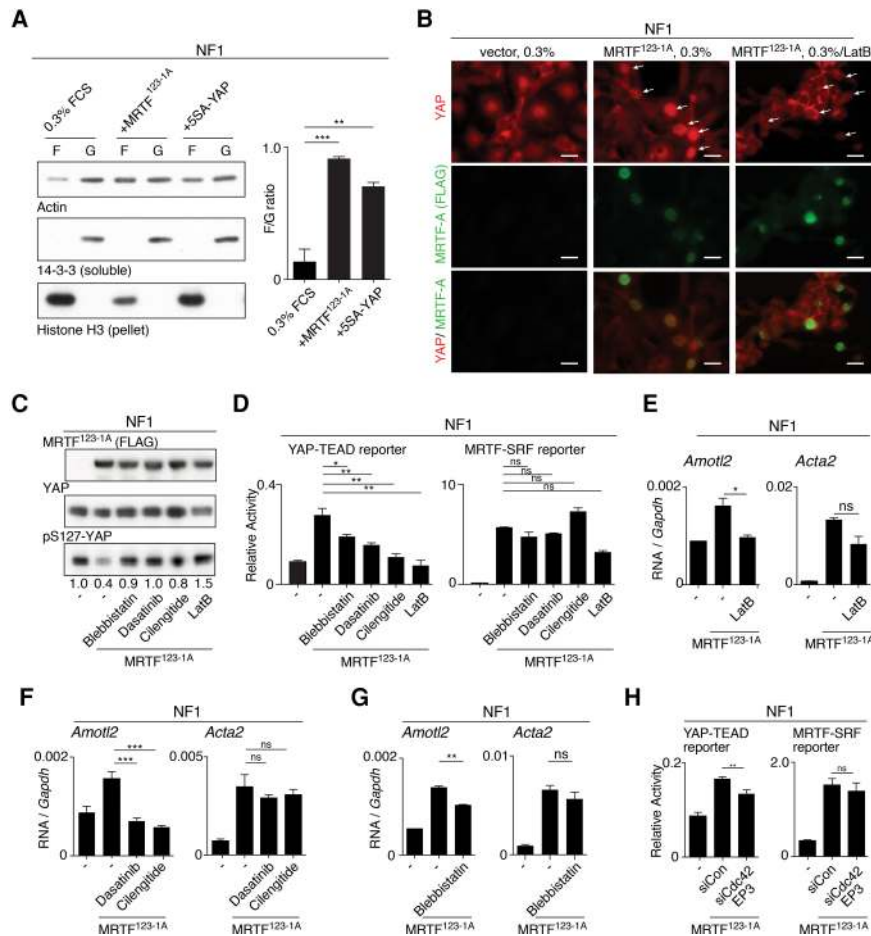 A
NF1
0.3% FCS
+MRTF123-1A
+5SA-YAP
F G F G F G
Actin
14-3-3 (soluble)
Histone H3 (pellet)
**
***
1.0
0
F/G ratio
0.3% FCS
+MRTF123-1A
+5SA-YAP
B
NF1
vector, 0.3% MRTF123-1A, 0.3% MRTF123-1A, 0.3%/LatB
YAP
MRTF-A (FLAG)
YAP/ MRTF-A
C
NF1
MRTF123-1A (FLAG)
YAP
pS127-YAP
1.0 0.4 0.9 1.0 0.8 1.5
-
-
Blebbistatin
Dasatinib
Cilengitide
LatB
MRTF123-1A
D
NF1
YAP-TEAD reporter
*
**
**
**
0.4
0
Relative Activity
-
-
Blebbistatin
Dasatinib
Cilengitide
LatB
MRTF123-1A
MRTF-SRF reporter
ns
ns
ns
ns
10
0
-
-
Blebbistatin
Dasatinib
Cilengitide
LatB
MRTF123-1A
E
NF1
Amotl2
0.002
*
0
RNA / Gapdh
-
-
LatB
MRTF123-1A
Acta2
0.02
ns
0
-
-
LatB
MRTF123-1A
F
NF1
Amotl2
0.002
***
***
0
RNA / Gapdh
-
-
Dasatinib
Cilengitide
MRTF123-1A
Acta2
0.005
ns
ns
0
-
-
Dasatinib
Cilengitide
MRTF123-1A
G
NF1
Amotl2
0.002
**
0
RNA / Gapdh
-
-
Blebbistatin
MRTF123-1A
Acta2
0.01
ns
0
-
-
Blebbistatin
MRTF123-1A
H
NF1
YAP-TEAD
reporter
0.2
**
0
Relative Activity
-
siCon
siCdc42
EP3
MRTF123-1A
MRTF-SRF
reporter
2.0
ns
0
-
siCon
siCdc42
EP3
MRTF123-1A